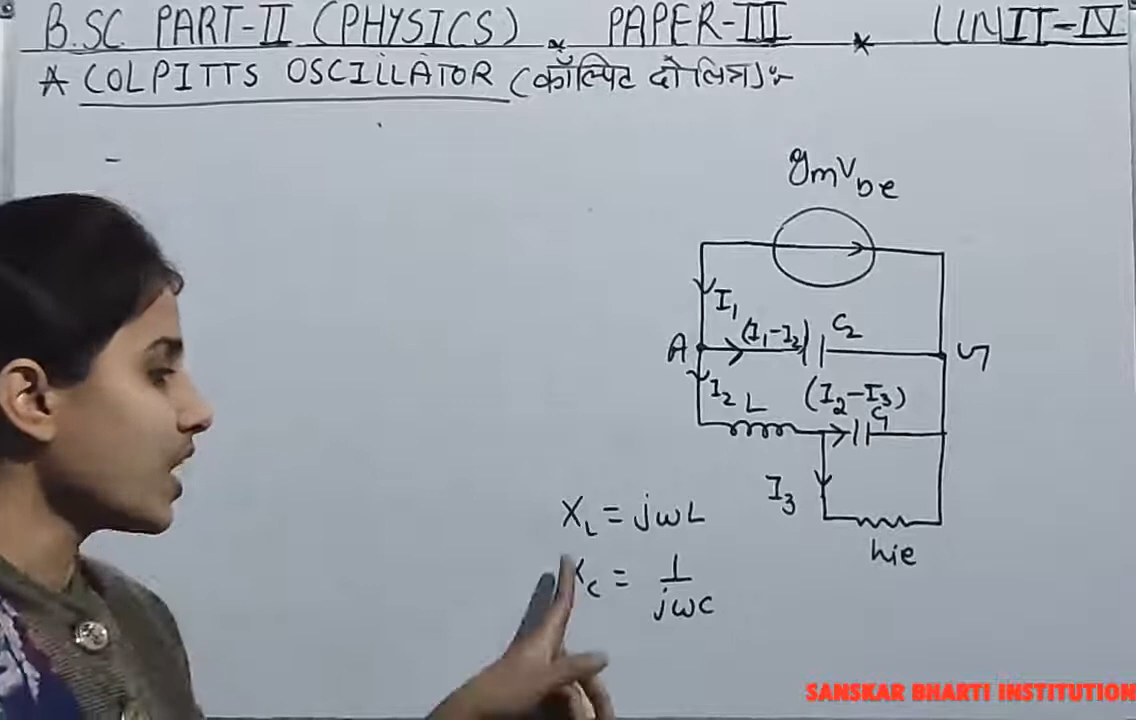 B.SC PART-II (PHYSICS) * PAPER-III * UNIT-IV
* COLPITTS OSCILLATOR (कॉल्पिट दोलित्र):-
gmVbe
I1
A (I1-I2) C2
I2 L (I2-I3)
C1
I3
XL = jωL
hie
Xc = 1/jωC
SANSKAR BHARTI INSTITUTION